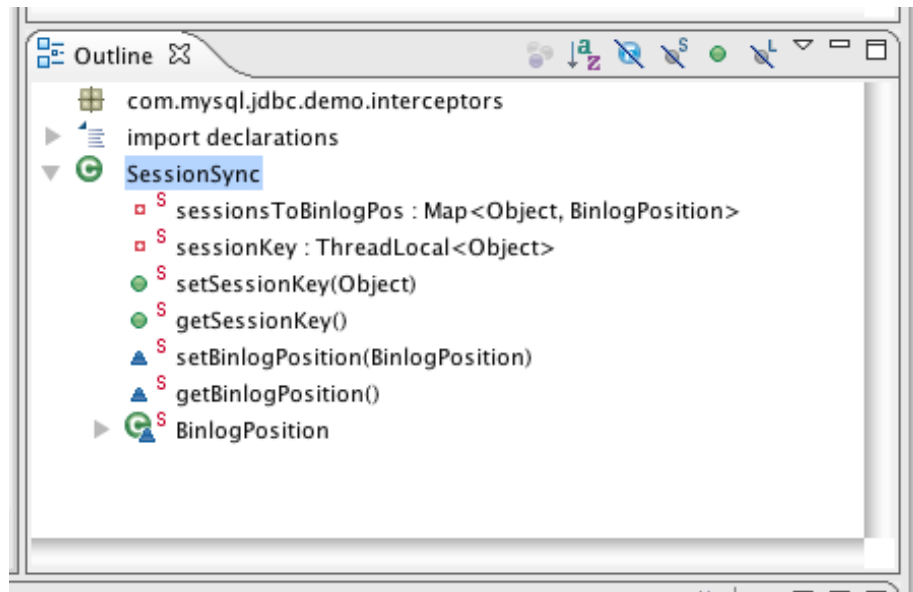 Outline
com.mysql.jdbc.demo.interceptors
import declarations
SessionSync
sessionsToBinlogPos : Map<Object, BinlogPosition>
sessionKey : ThreadLocal<Object>
setSessionKey(Object)
getSessionKey()
setBinlogPosition(BinlogPosition)
getBinlogPosition()
BinlogPosition